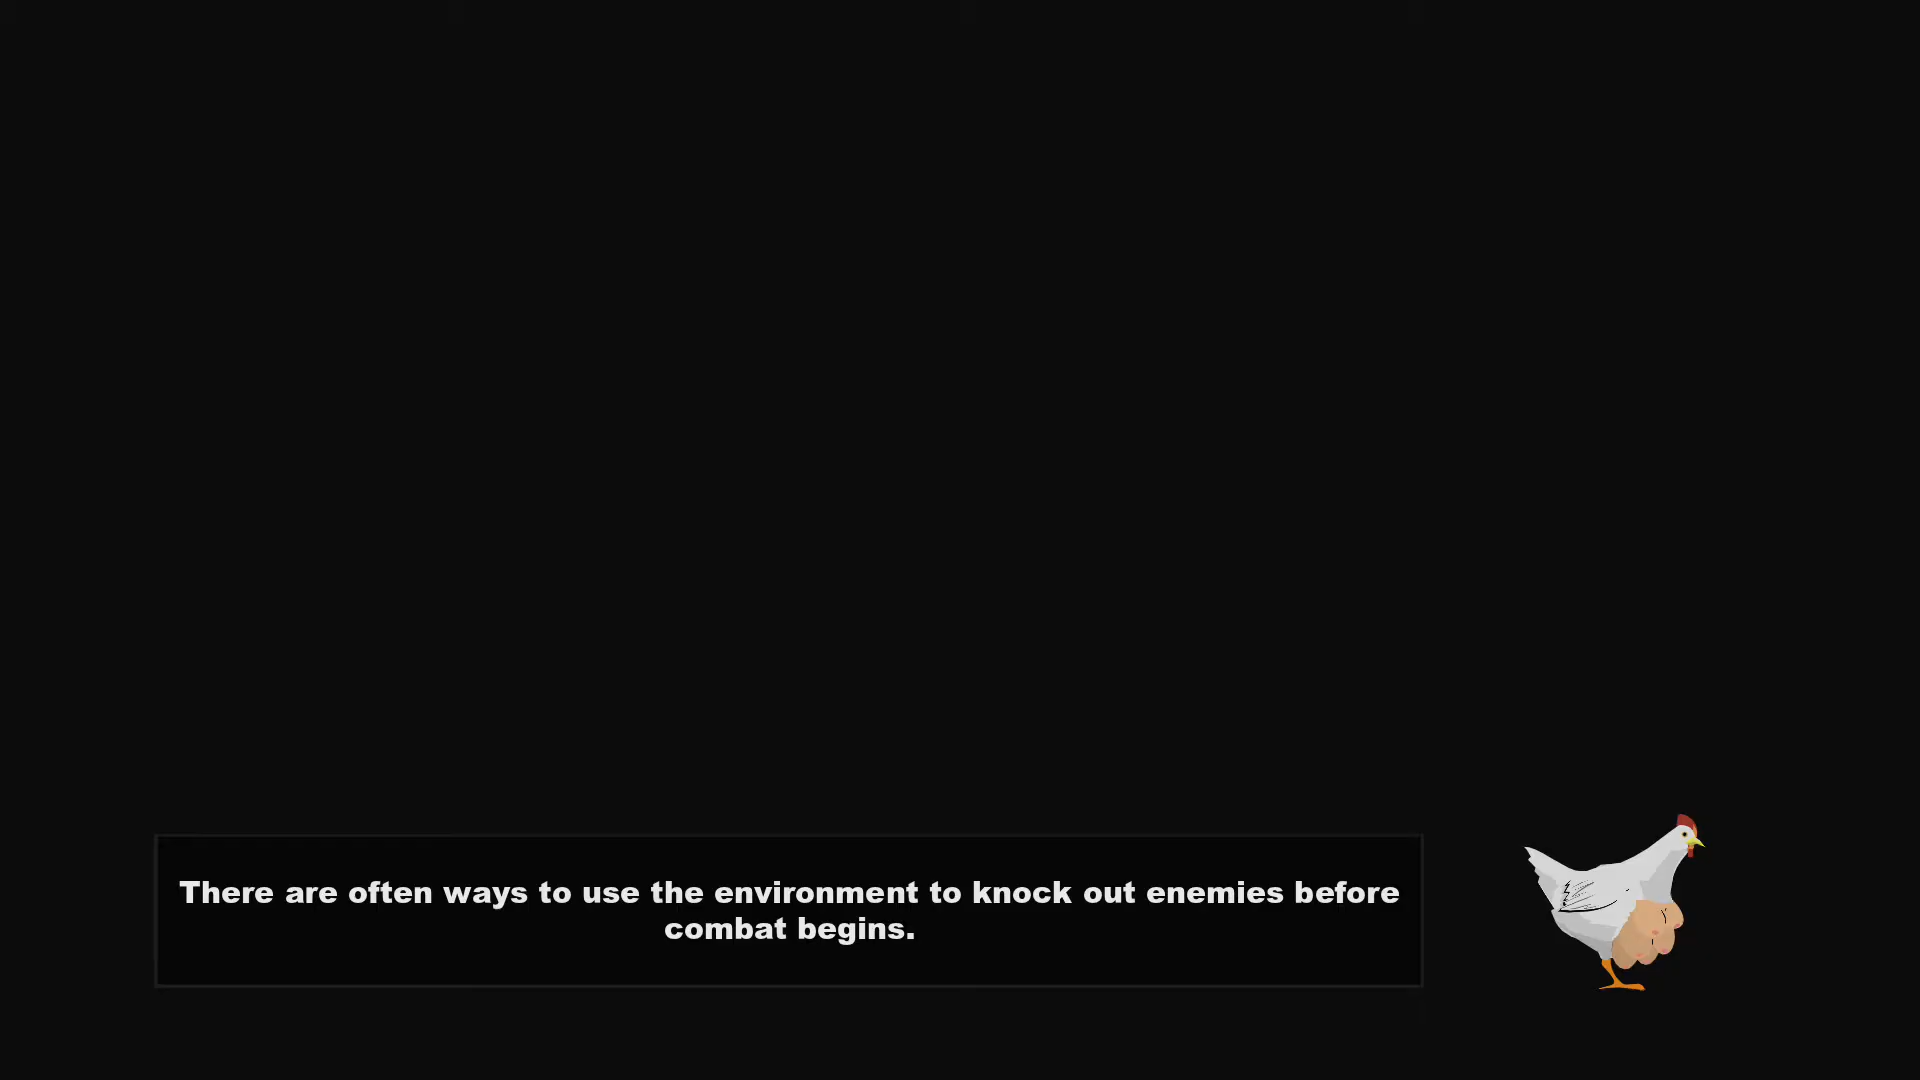 There are often ways to use the environment to knock out enemies before
combat begins.